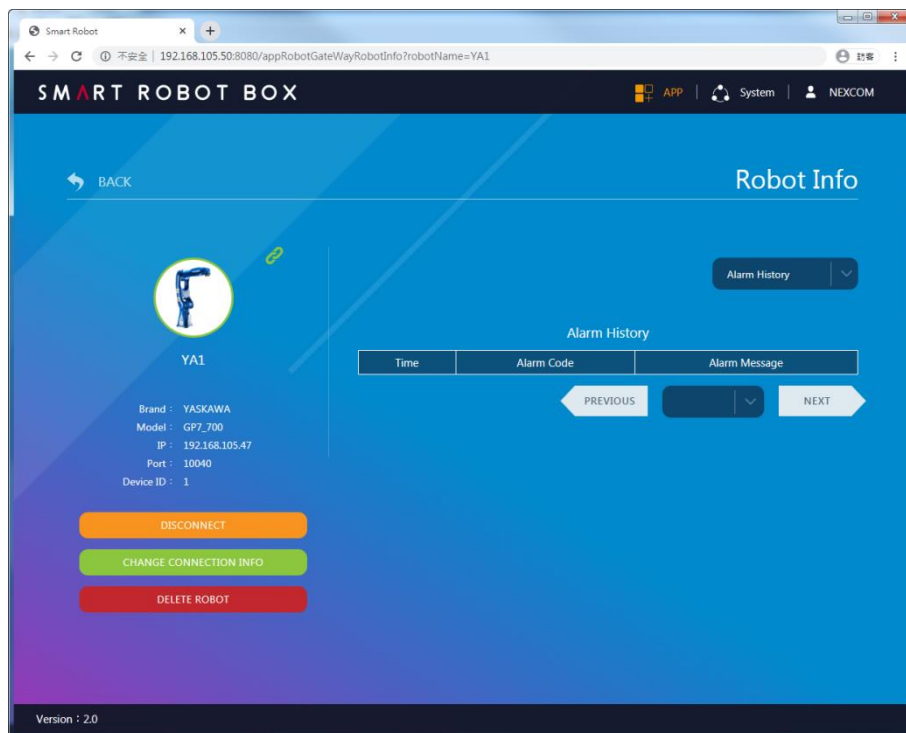 Smart Robot
不安全 | 192.168.105.50:8080/appRobotGateWayRobotInfo?robotName=YA1
訪客
SMART ROBOT BOX
APP | System | NEXCOM
BACK
Robot Info
Alarm History
YA1
Brand : YASKAWA
Model : GP7_700
IP : 192.168.105.47
Port : 10040
Device ID : 1
DISCONNECT
CHANGE CONNECTION INFO
DELETE ROBOT
Alarm History
Time Alarm Code Alarm Message
PREVIOUS NEXT
Version : 2.0